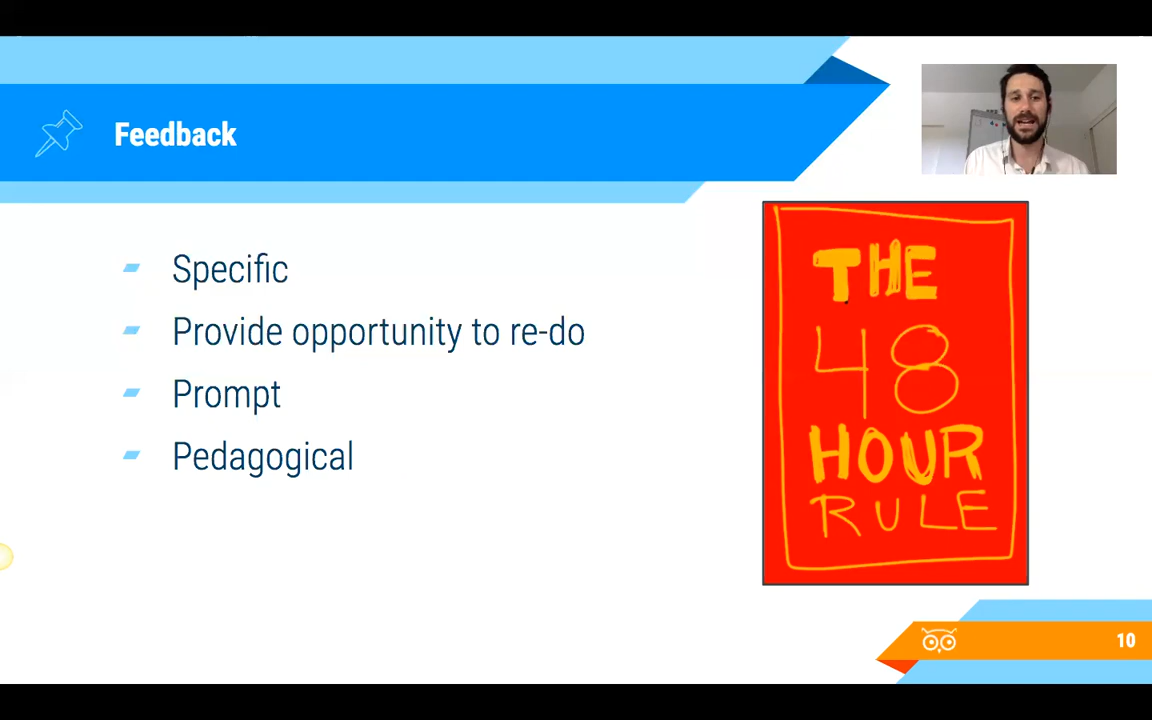 Feedback
Specific
Provide opportunity to re-do
Prompt
Pedagogical
THE
48
HOUR
RULE
10